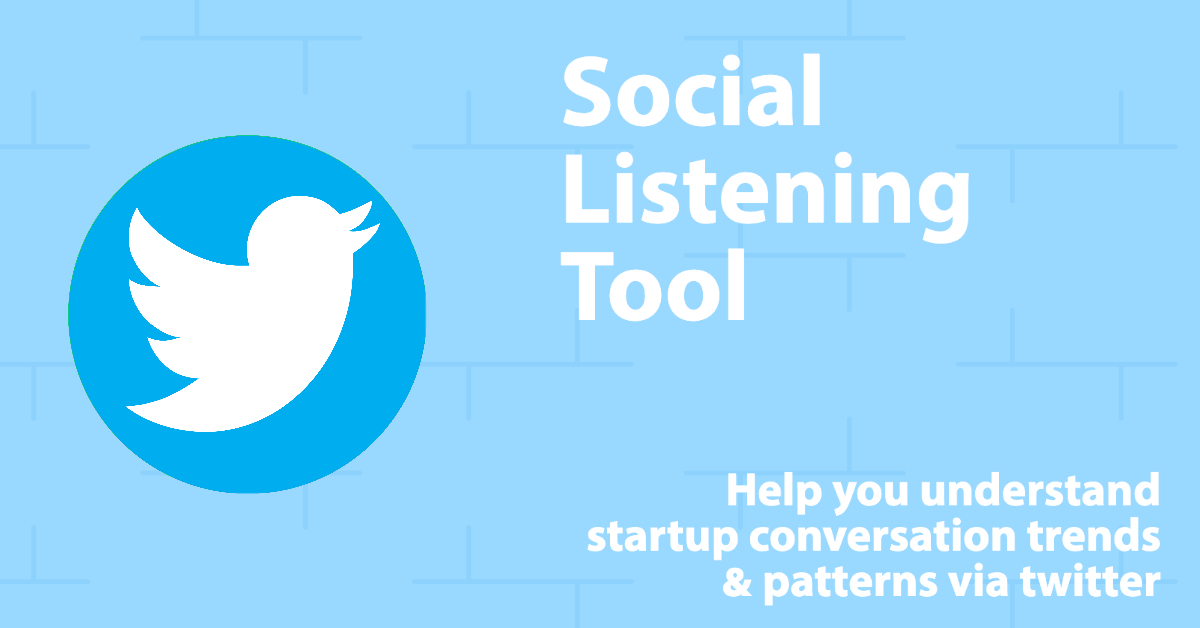 Social
Listening
Tool
Help you understand
startup conversation trends
& patterns via twitter